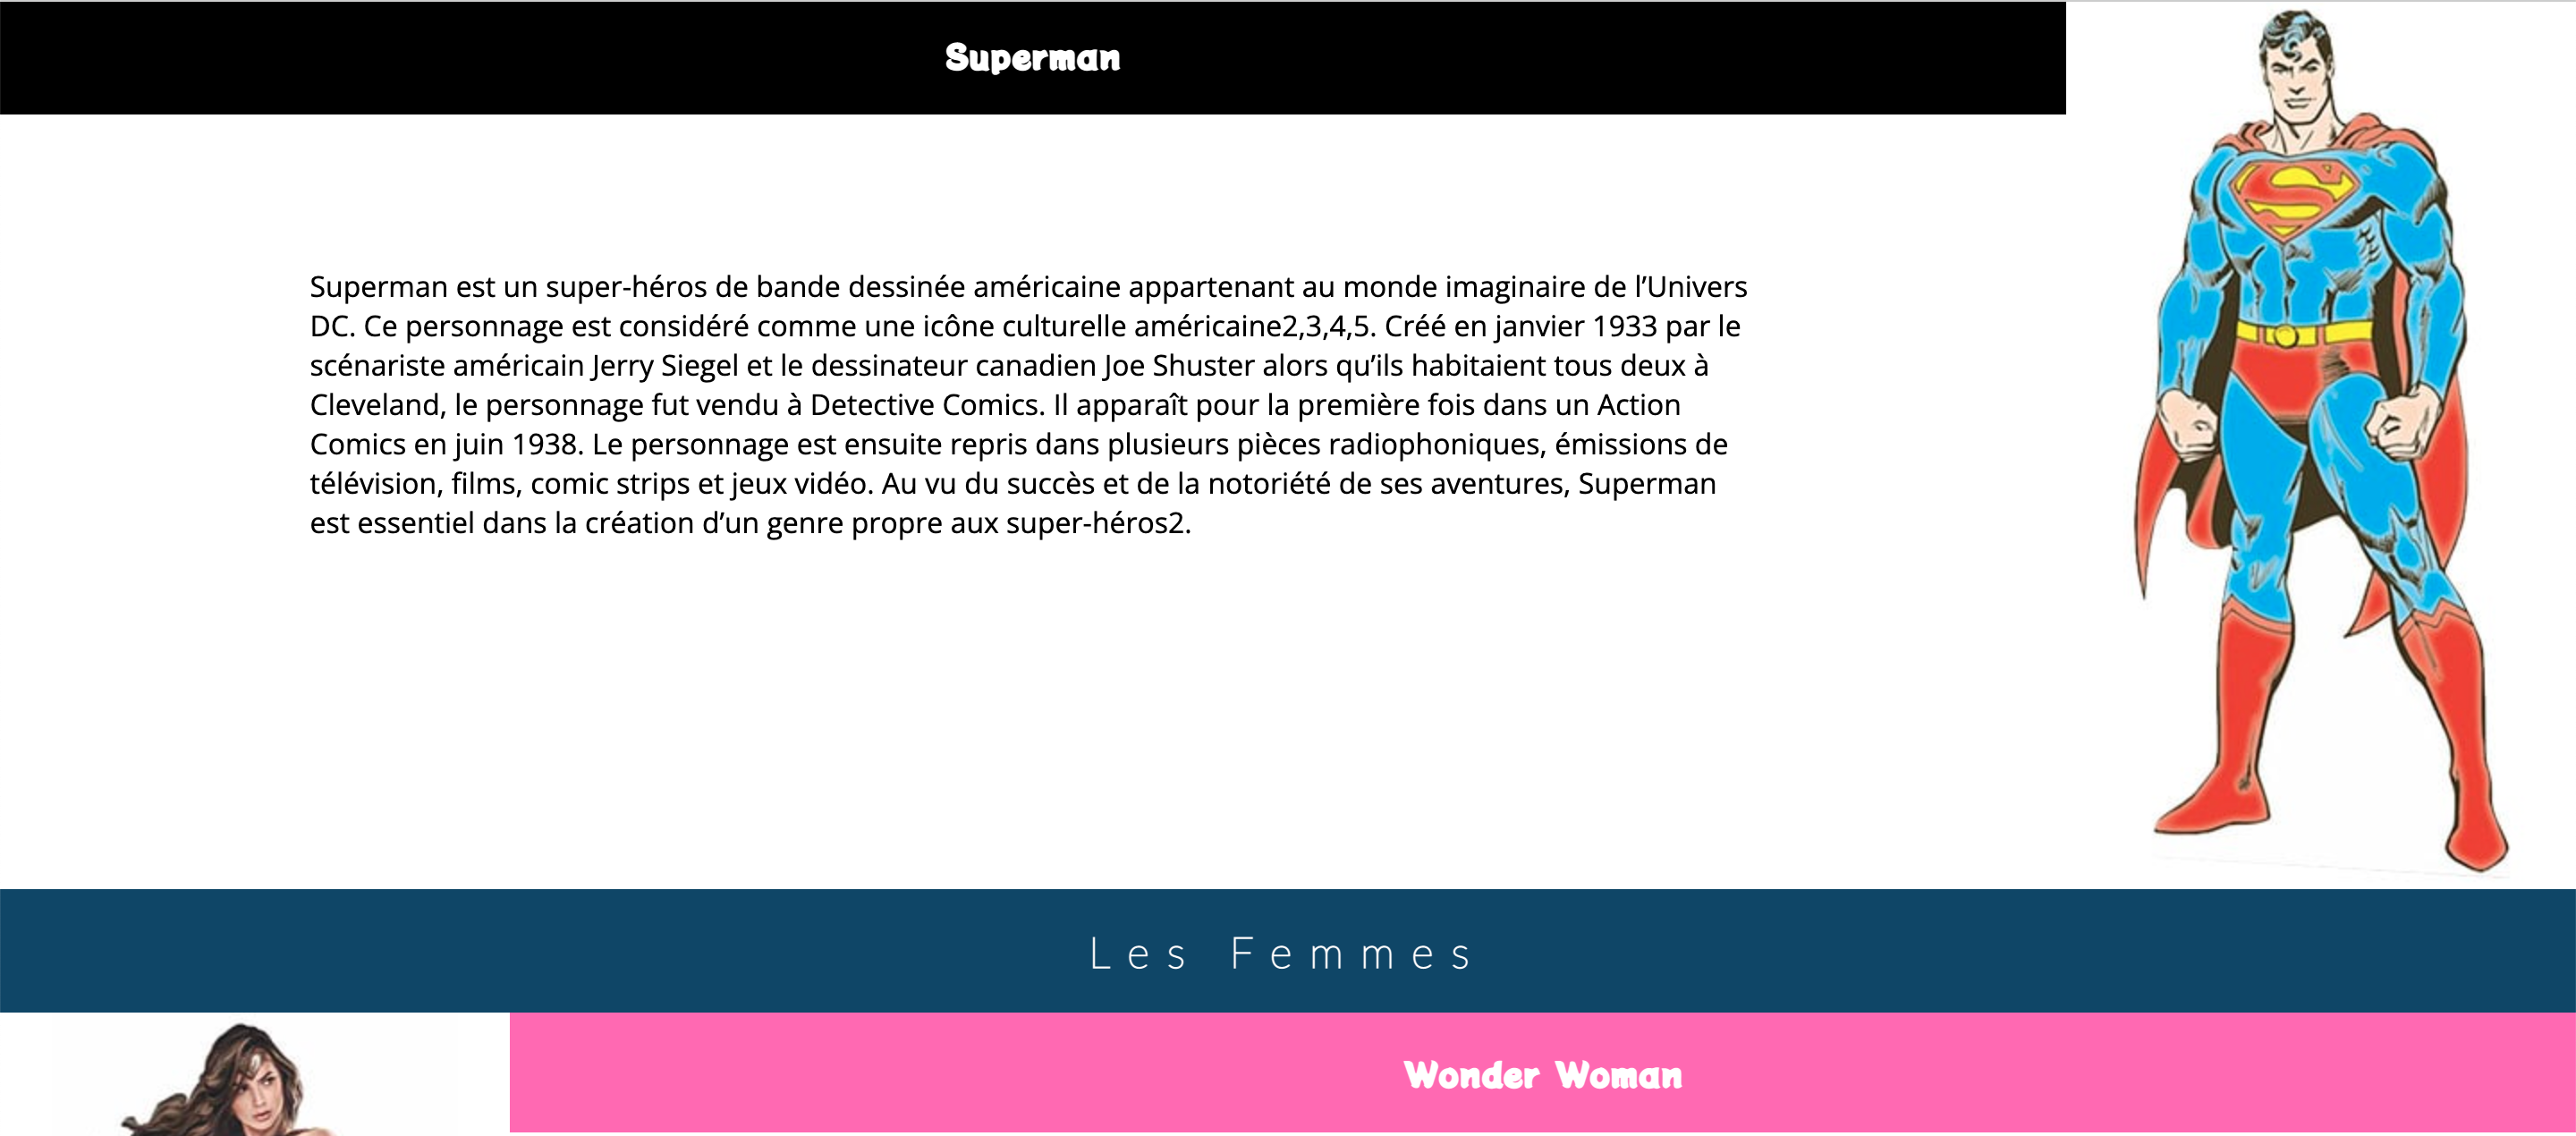 Superman
Superman est un super-héros de bande dessinée américaine appartenant au monde imaginaire de l’Univers
DC. Ce personnage est considéré comme une icône culturelle américaine2,3,4,5. Créé en janvier 1933 par le
scénariste américain Jerry Siegel et le dessinateur canadien Joe Shuster alors qu’ils habitaient tous deux à
Cleveland, le personnage fut vendu à Detective Comics. Il apparaît pour la première fois dans un Action
Comics en juin 1938. Le personnage est ensuite repris dans plusieurs pièces radiophoniques, émissions de
télévision, films, comic strips et jeux vidéo. Au vu du succès et de la notoriété de ses aventures, Superman
est essentiel dans la création d’un genre propre aux super-héros2.
Les Femmes
Wonder Woman